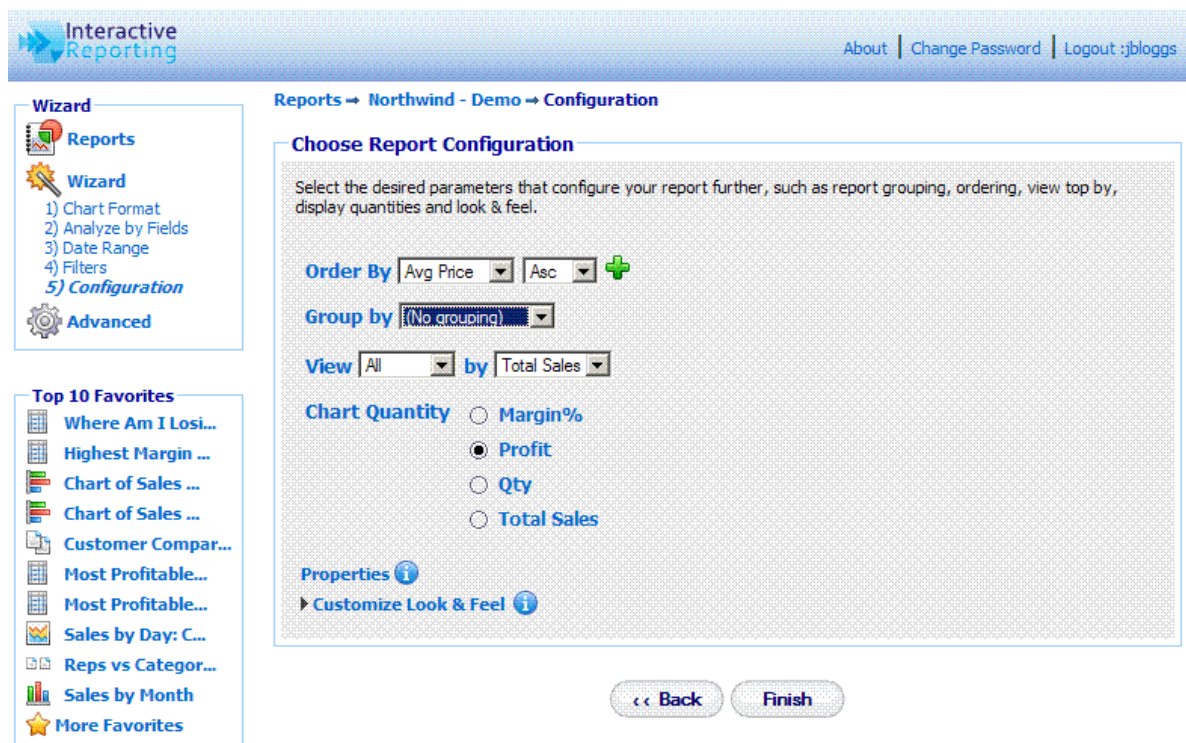 Interactive
Reporting
About | Change Password | Logout :jbloggs
Wizard
Reports
Wizard
1) Chart Format
2) Analyze by Fields
3) Date Range
4) Filters
5) Configuration
Advanced
Top 10 Favorites
Where Am I Losi...
Highest Margin ...
Chart of Sales ...
Chart of Sales ...
Customer Compar...
Most Profitable...
Most Profitable...
Sales by Day: C...
Reps vs Categor...
Sales by Month
More Favorites
Reports → Northwind - Demo → Configuration
Choose Report Configuration
Select the desired parameters that configure your report further, such as report grouping, ordering, view top by,
display quantities and look & feel.
Order By Avg Price Asc
Group by (No grouping)
View All by Total Sales
Chart Quantity Margin%
Profit
Qty
Total Sales
Properties
Customize Look & Feel
‹‹ Back Finish